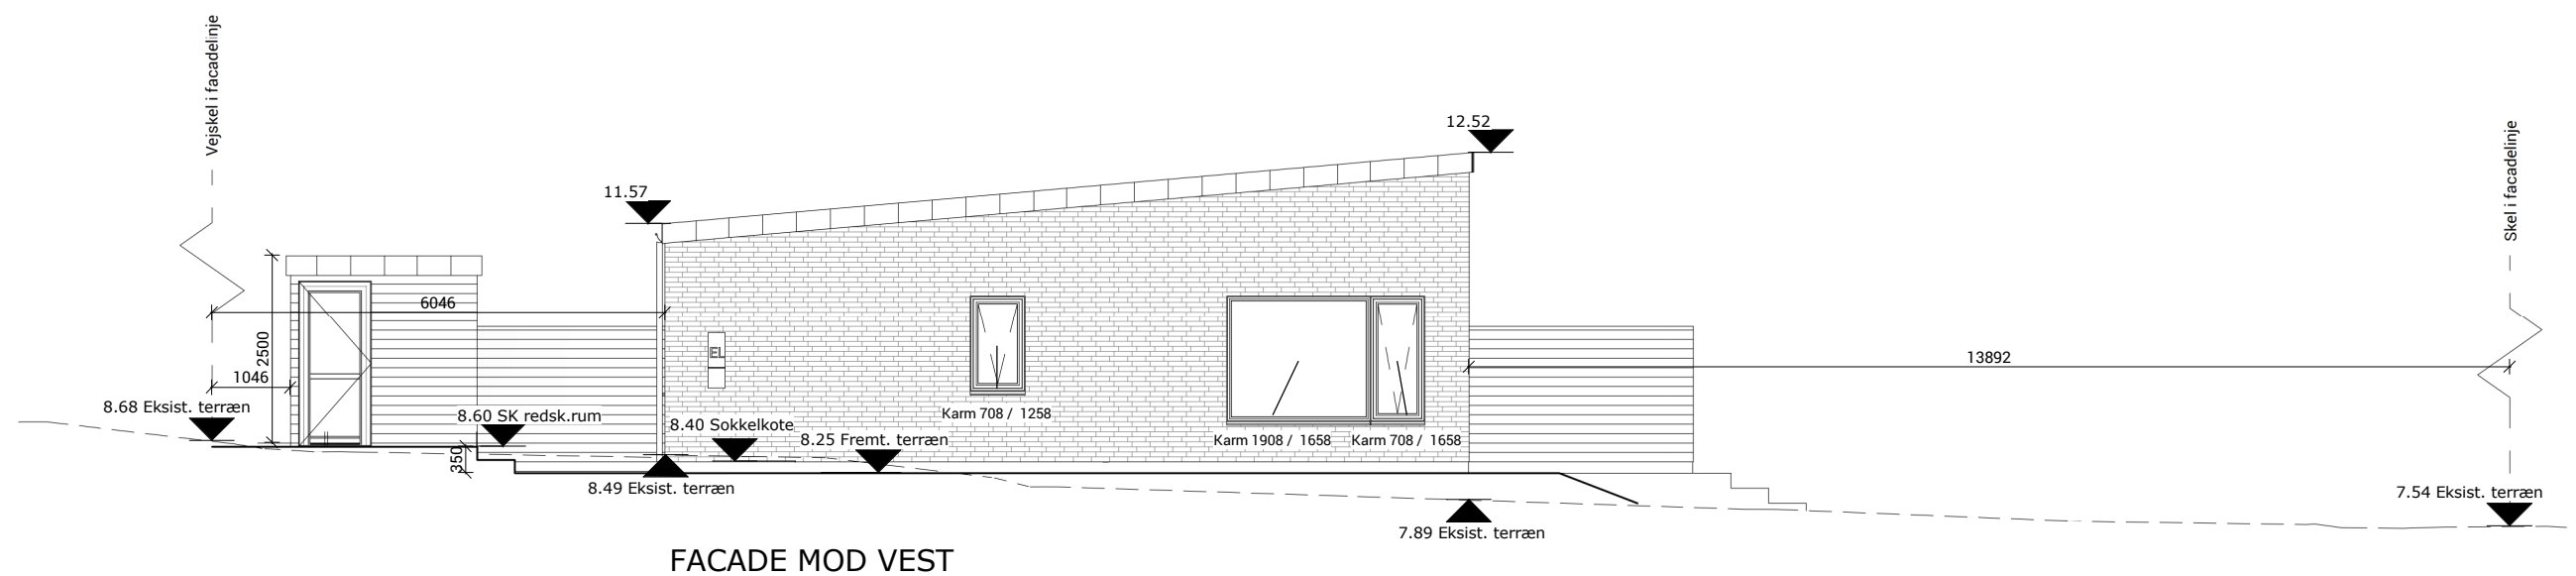 Vejskel i facadelinje
Skel i facadelinje
12.52
11.57
6046
2500
1046
13892
EL
8.68 Eksist. terræn
8.60 SK redsk.rum
Karm 708 / 1258
8.40 Sokkelkote
8.25 Fremt. terræn
Karm 1908 / 1658
Karm 708 / 1658
350
8.49 Eksist. terræn
7.54 Eksist. terræn
7.89 Eksist. terræn
FACADE MOD VEST